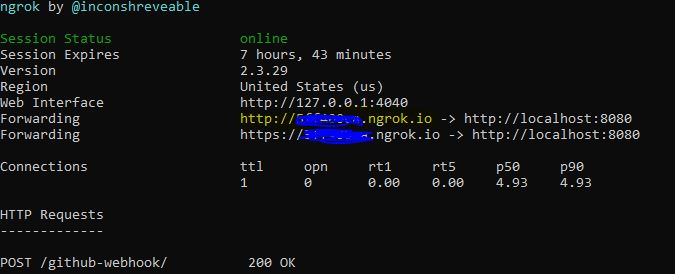 ngrok by @inconshreveable
Session Status online
Session Expires 7 hours, 43 minutes
Version 2.3.29
Region United States (us)
Web Interface http://127.0.0.1:4040
Forwarding http:// .ngrok.io -> http://localhost:8080
Forwarding https:// .ngrok.io -> http://localhost:8080
Connections ttl opn rt1 rt5 p50 p90
1 0 0.00 0.00 4.93 4.93
HTTP Requests
-------------
POST /github-webhook/ 200 OK